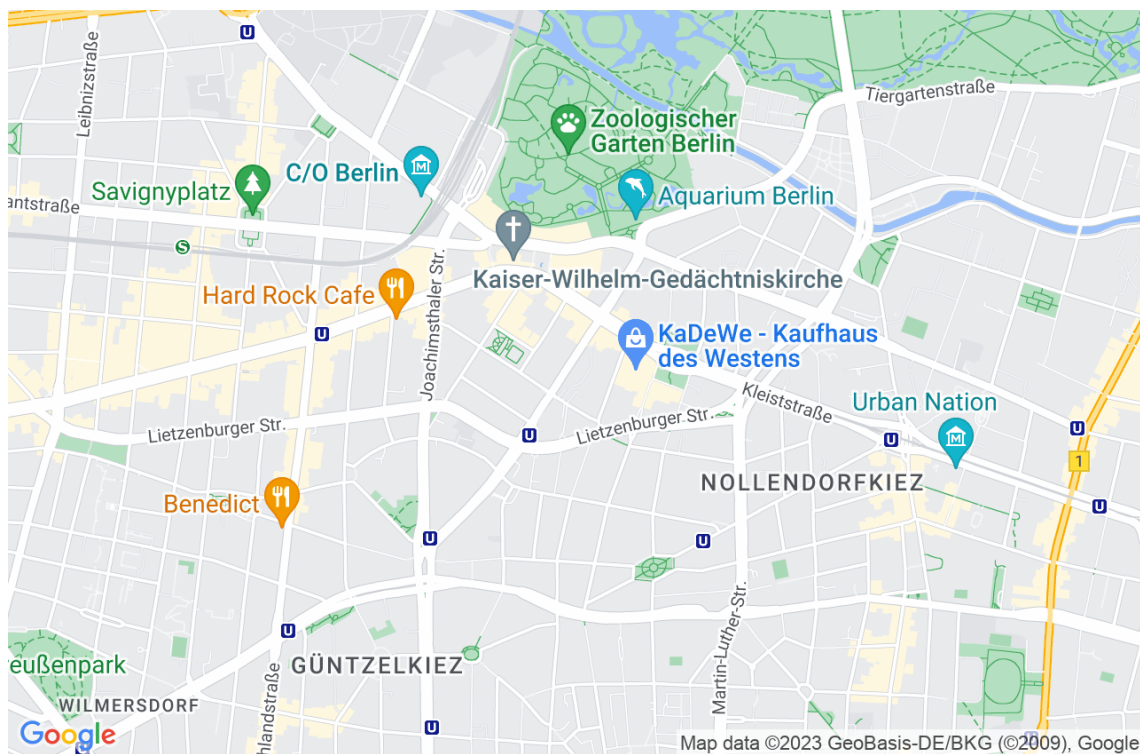 Leibnizstraße
Tiergartenstraße
Zoologischer
Garten Berlin
C/O Berlin
Savignyplatz
Aquarium Berlin
antstraße
Kaiser-Wilhelm-Gedächtniskirche
Hard Rock Cafe
Joachimsthaler Str.
KaDeWe - Kaufhaus
des Westens
Kleiststraße
Urban Nation
Lietzenburger Str.
Lietzenburger Str.
1
NOLLENDORFKIEZ
Benedict
Martin-Luther-Str.
GÜNTZELKIEZ
reußenpark
WILMERSDORF
hlandstraße
Google
Map data ©2023 GeoBasis-DE/BKG (©2009), Google
U
U
U
U
U
U
U
U
U
U
U
U
S
M
M